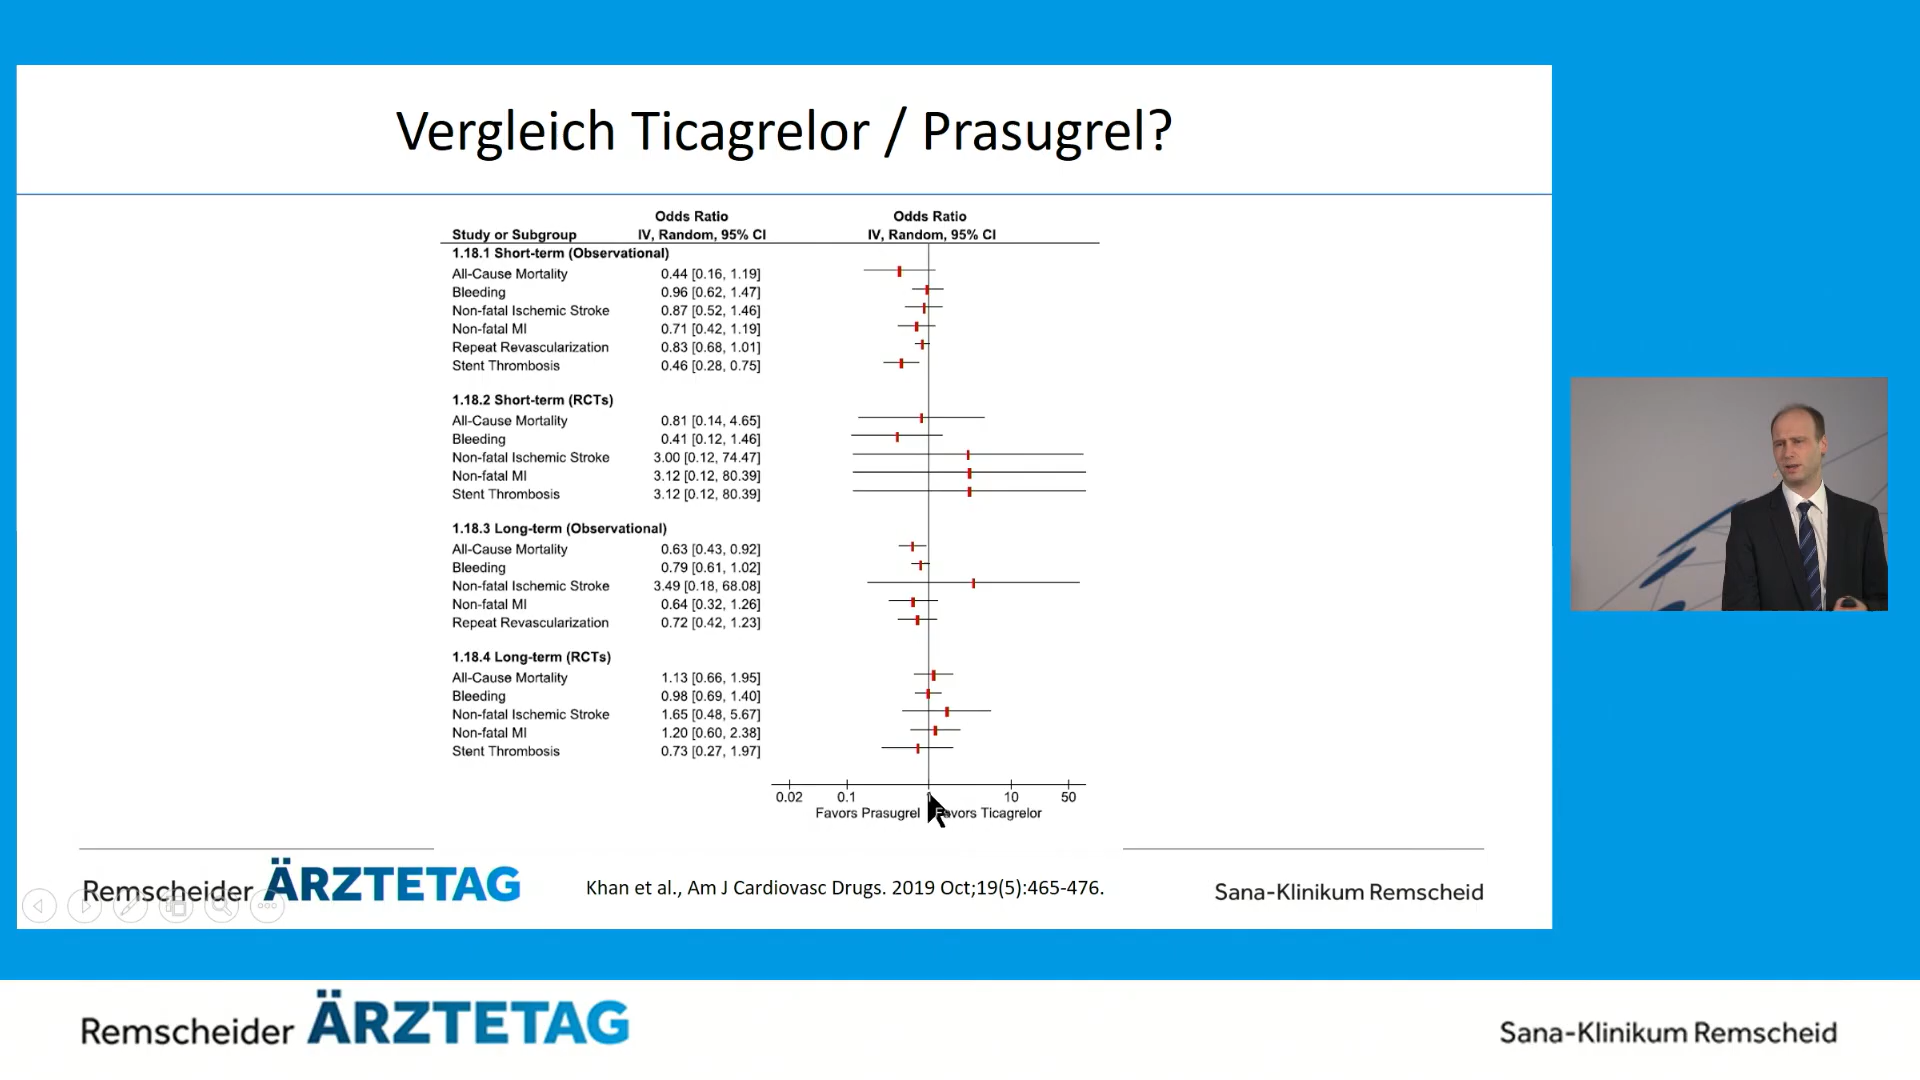 Vergleich Ticagrelor / Prasugrel?
Odds Ratio Odds Ratio
Study or Subgroup IV, Random, 95% CI IV, Random, 95% CI
1.18.1 Short-term (Observational)
All-Cause Mortality 0.44 [0.16, 1.19]
Bleeding 0.96 [0.62, 1.47]
Non-fatal Ischemic Stroke 0.87 [0.52, 1.46]
Non-fatal MI 0.71 [0.42, 1.19]
Repeat Revascularization 0.83 [0.68, 1.01]
Stent Thrombosis 0.46 [0.28, 0.75]
1.18.2 Short-term (RCTs)
All-Cause Mortality 0.81 [0.14, 4.65]
Bleeding 0.41 [0.12, 1.46]
Non-fatal Ischemic Stroke 3.00 [0.12, 74.47]
Non-fatal MI 3.12 [0.12, 80.39]
Stent Thrombosis 3.12 [0.12, 80.39]
1.18.3 Long-term (Observational)
All-Cause Mortality 0.63 [0.43, 0.92]
Bleeding 0.79 [0.61, 1.02]
Non-fatal Ischemic Stroke 3.49 [0.18, 68.08]
Non-fatal MI 0.64 [0.32, 1.26]
Repeat Revascularization 0.72 [0.42, 1.23]
1.18.4 Long-term (RCTs)
All-Cause Mortality 1.13 [0.66, 1.95]
Bleeding 0.98 [0.69, 1.40]
Non-fatal Ischemic Stroke 1.65 [0.48, 5.67]
Non-fatal MI 1.20 [0.60, 2.38]
Stent Thrombosis 0.73 [0.27, 1.97]
0.02 0.1 1 10 50
Favors Prasugrel Favors Ticagrelor
Remscheider ÄRZTETAG
Khan et al., Am J Cardiovasc Drugs. 2019 Oct;19(5):465-476.
Sana-Klinikum Remscheid
Remscheider ÄRZTETAG
Sana-Klinikum Remscheid